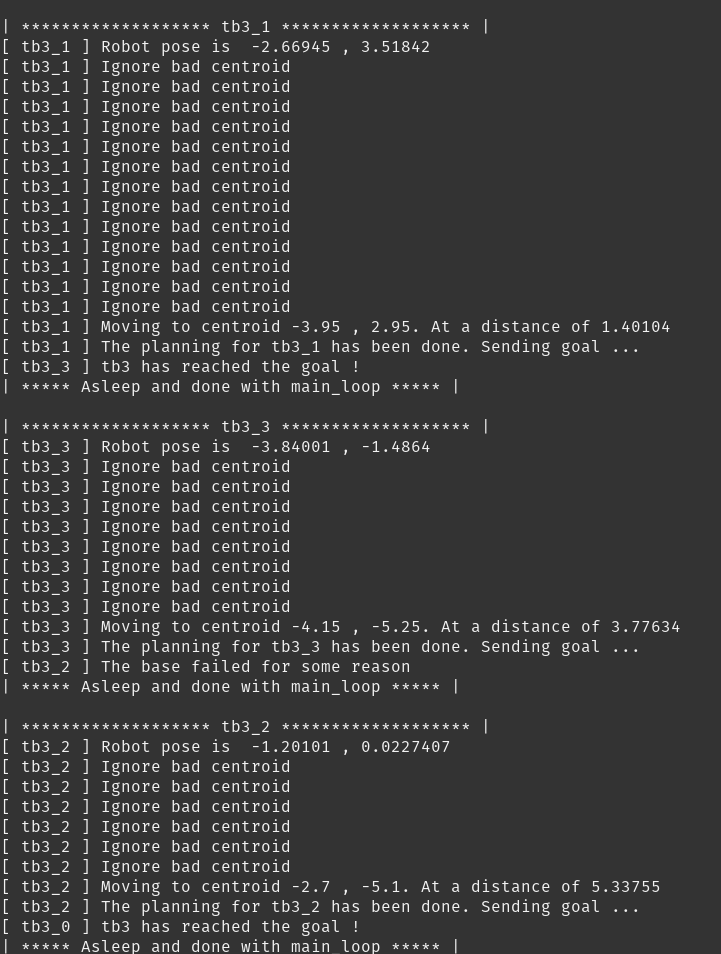 | ******************* tb3_1 ******************* |
[ tb3_1 ] Robot pose is  -2.66945 , 3.51842
[ tb3_1 ] Ignore bad centroid
[ tb3_1 ] Ignore bad centroid
[ tb3_1 ] Ignore bad centroid
[ tb3_1 ] Ignore bad centroid
[ tb3_1 ] Ignore bad centroid
[ tb3_1 ] Ignore bad centroid
[ tb3_1 ] Ignore bad centroid
[ tb3_1 ] Ignore bad centroid
[ tb3_1 ] Ignore bad centroid
[ tb3_1 ] Ignore bad centroid
[ tb3_1 ] Ignore bad centroid
[ tb3_1 ] Ignore bad centroid
[ tb3_1 ] Ignore bad centroid
[ tb3_1 ] Moving to centroid -3.95 , 2.95. At a distance of 1.40104
[ tb3_1 ] The planning for tb3_1 has been done. Sending goal ...
[ tb3_3 ] tb3 has reached the goal !
| ***** Asleep and done with main_loop ***** |

| ******************* tb3_3 ******************* |
[ tb3_3 ] Robot pose is  -3.84001 , -1.4864
[ tb3_3 ] Ignore bad centroid
[ tb3_3 ] Ignore bad centroid
[ tb3_3 ] Ignore bad centroid
[ tb3_3 ] Ignore bad centroid
[ tb3_3 ] Ignore bad centroid
[ tb3_3 ] Ignore bad centroid
[ tb3_3 ] Ignore bad centroid
[ tb3_3 ] Ignore bad centroid
[ tb3_3 ] Moving to centroid -4.15 , -5.25. At a distance of 3.77634
[ tb3_3 ] The planning for tb3_3 has been done. Sending goal ...
[ tb3_2 ] The base failed for some reason
| ***** Asleep and done with main_loop ***** |

| ******************* tb3_2 ******************* |
[ tb3_2 ] Robot pose is  -1.20101 , 0.0227407
[ tb3_2 ] Ignore bad centroid
[ tb3_2 ] Ignore bad centroid
[ tb3_2 ] Ignore bad centroid
[ tb3_2 ] Ignore bad centroid
[ tb3_2 ] Ignore bad centroid
[ tb3_2 ] Ignore bad centroid
[ tb3_2 ] Moving to centroid -2.7 , -5.1. At a distance of 5.33755
[ tb3_2 ] The planning for tb3_2 has been done. Sending goal ...
[ tb3_0 ] tb3 has reached the goal !
| ***** Asleep and done with main_loop ***** |